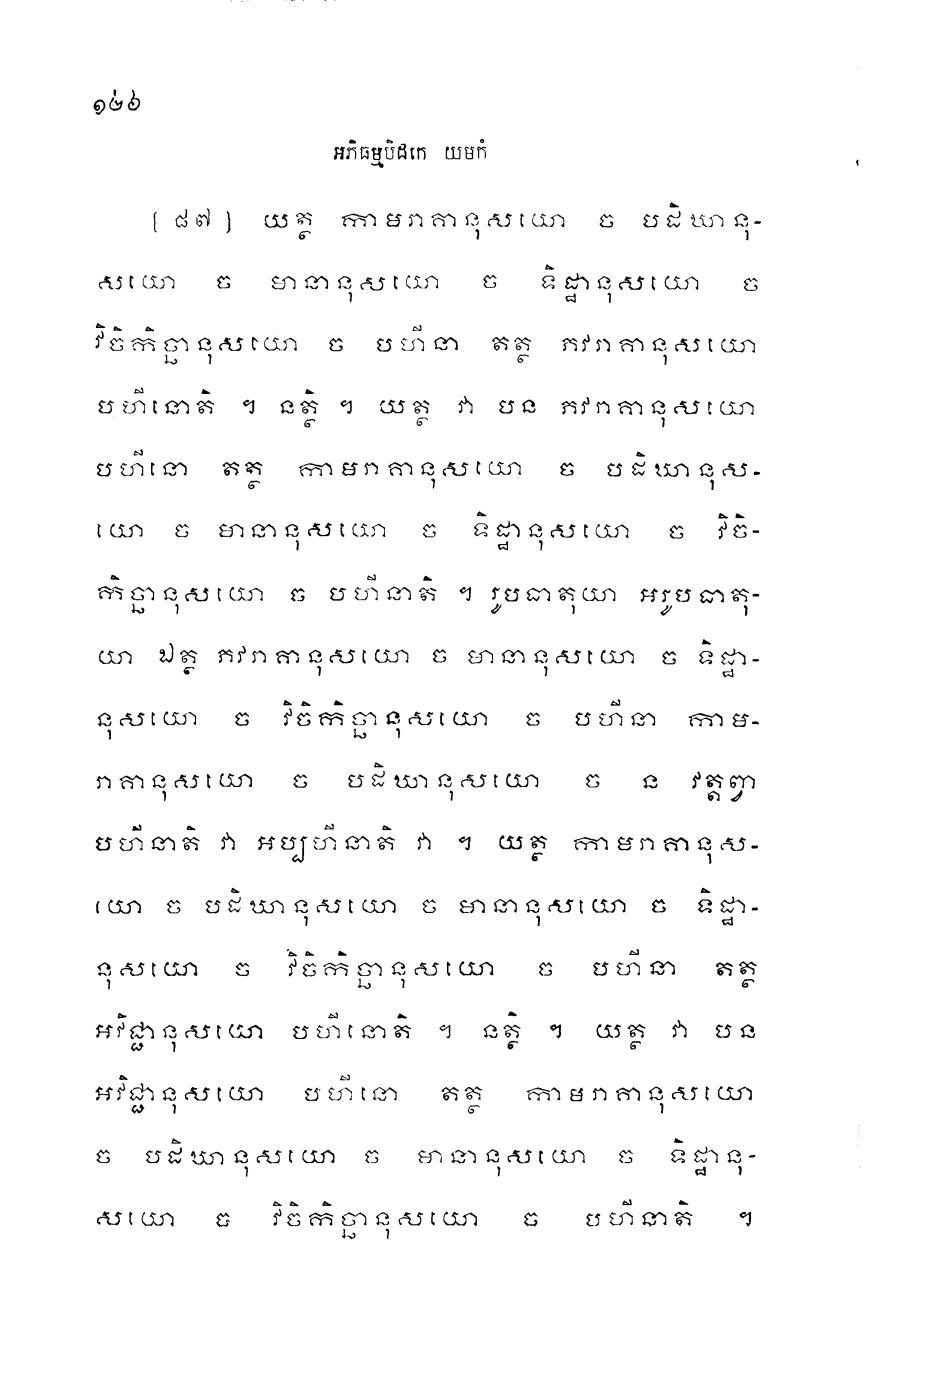 ១៤៦
អភិធម្មបិដកេ យមកំ
[ ៨៧ ] យត្ថ កាមរាគានុសយោ ច បដិឃានុ-
សយោ ច មានានុសយោ ច ទិដ្ឋានុសយោ ច
វិចិកិច្ឆានុសយោ ច បហីនា តត្ថ ភវរាគានុសយោ
បហីនោតិ ។ នត្ថិ ។ យត្ថ វា បន ភវរាគានុសយោ
បហីនោ តត្ថ កាមរាគានុសយោ ច បដិឃានុស-
យោ ច មានានុសយោ ច ទិដ្ឋានុសយោ ច វិចិ-
កិច្ឆានុសយោ ច បហីនាតិ ។ រូបធាតុយា អរូបធាតុ-
យា ឯត្ថ ភវរាគានុសយោ ច មានានុសយោ ច ទិដ្ឋា-
នុសយោ ច វិចិកិច្ឆានុសយោ ច បហីនា កាម-
រាគានុសយោ ច បដិឃានុសយោ ច ន វត្តព្វា
បហីនាតិ វា អប្បហីនាតិ វា ។ យត្ថ កាមរាគានុស-
យោ ច បដិឃានុសយោ ច មានានុសយោ ច ទិដ្ឋា-
នុសយោ ច វិចិកិច្ឆានុសយោ ច បហីនា តត្ថ
អវិជ្ជានុសយោ បហីនោតិ ។ នត្ថិ ។ យត្ថ វា បន
អវិជ្ជានុសយោ បហីនោ តត្ថ កាមរាគានុសយោ
ច បដិឃានុសយោ ច មានានុសយោ ច ទិដ្ឋានុ-
សយោ ច វិចិកិច្ឆានុសយោ ច បហីនាតិ ។